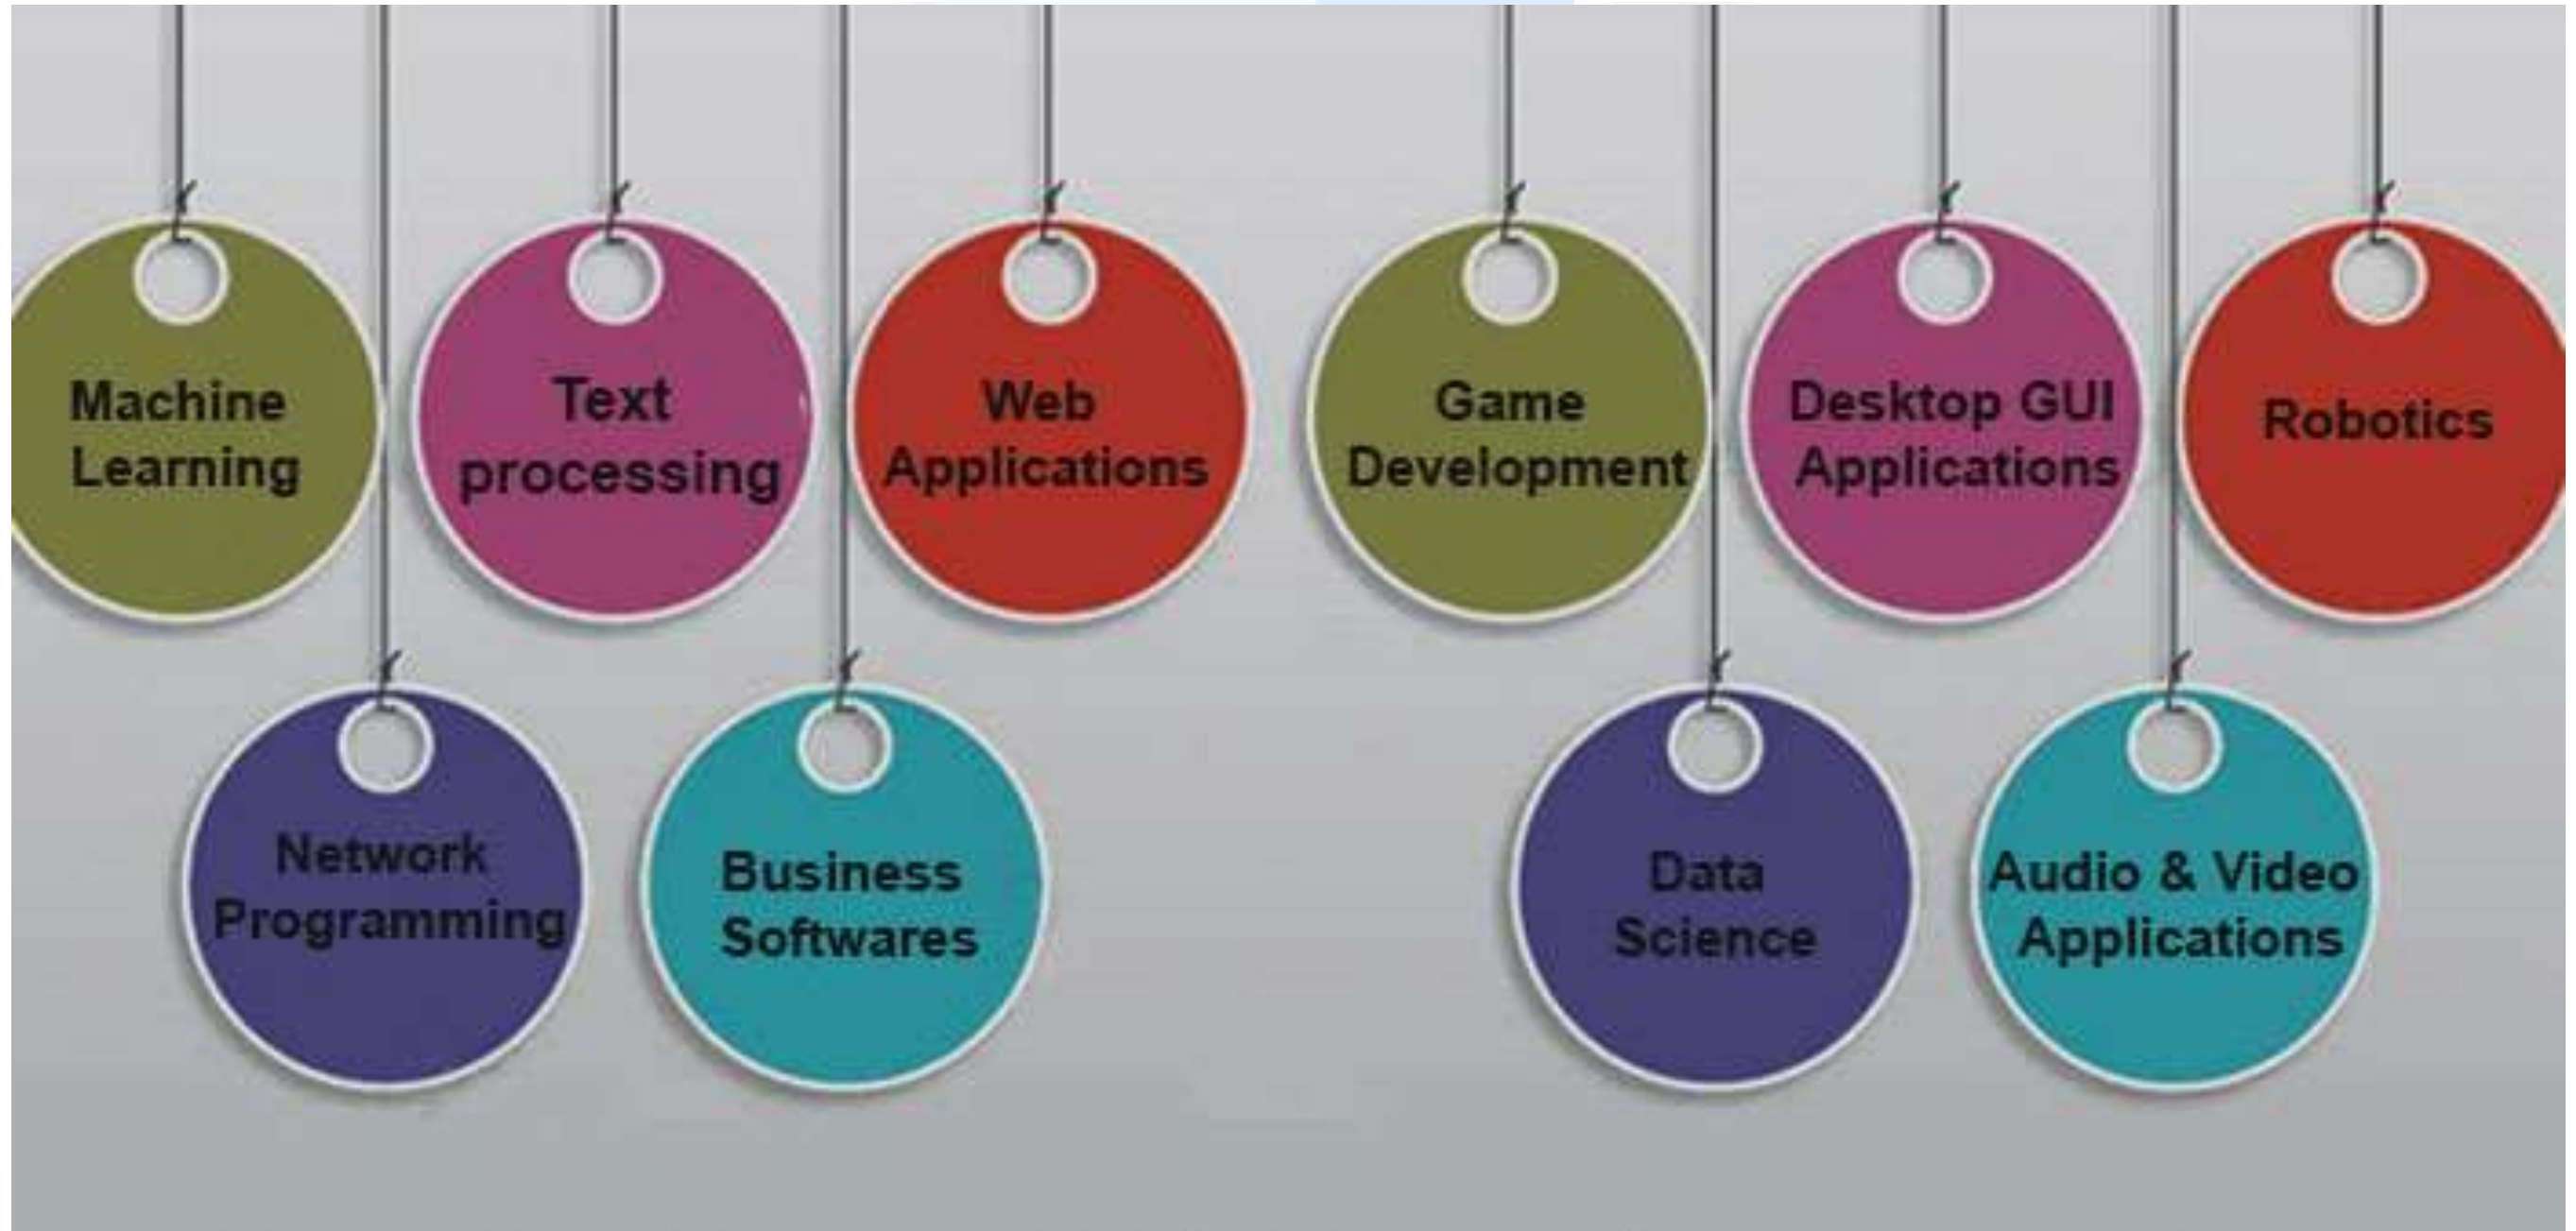 Machine
Learning
Text
processing
Web
Applications
Game
Development
Desktop GUI
Applications
Robotics
Network
Programming
Business
Softwares
Data
Science
Audio & Video
Applications